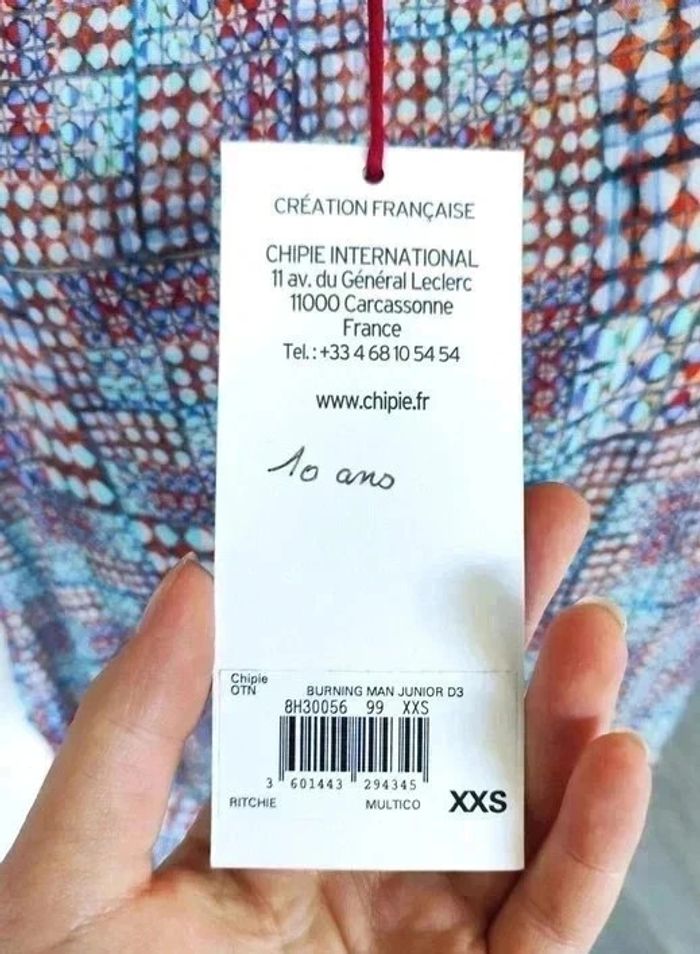 CRÉATION FRANÇAISE
CHIPIE INTERNATIONAL
11 av. du Général Leclerc
11000 Carcassonne
France
Tel.: +33 4 68 10 54 54
www.chipie.fr
10 ans
Chipie
OTN
BURNING MAN JUNIOR D3
8H30056 99 XXS
3 601443 294345
RITCHIE MULTICO XXS